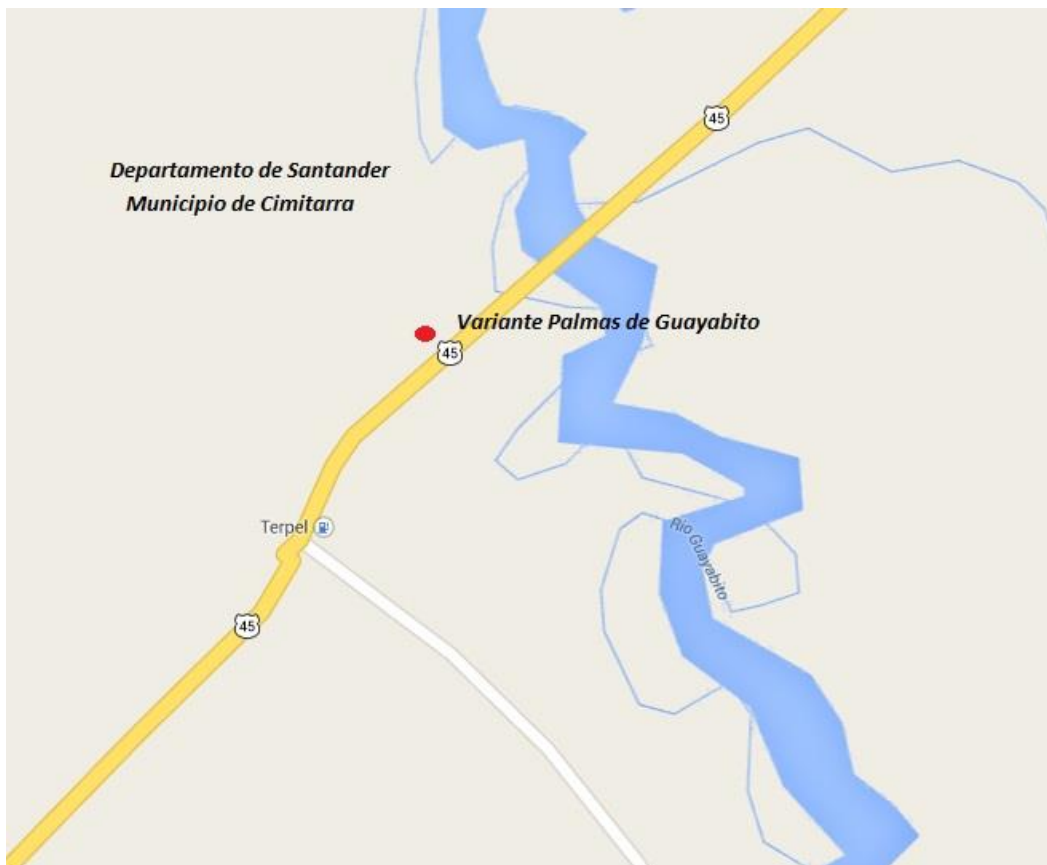 45
Departamento de Santander
Municipio de Cimitarra
Variante Palmas de Guayabito
45
Terpel
Río Guayabito
45